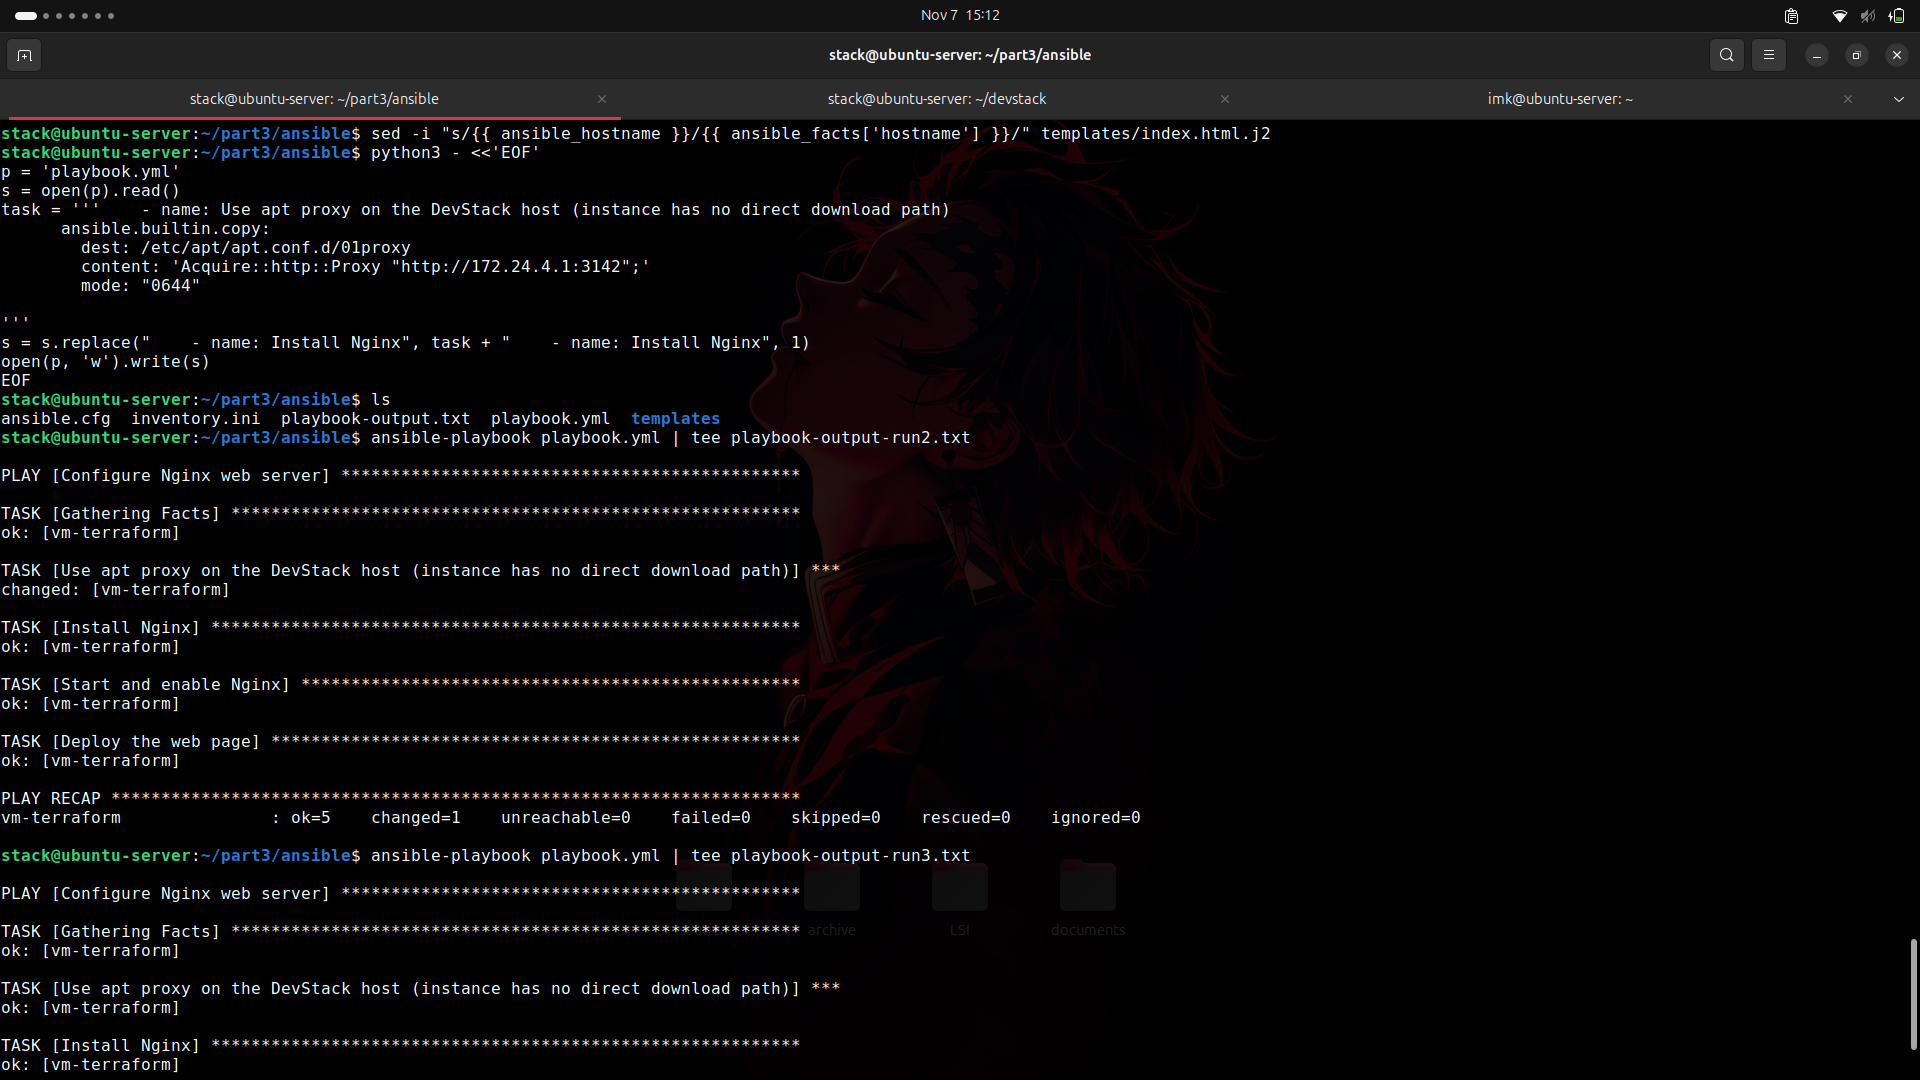 Nov 7 15:12
stack@ubuntu-server: ~/part3/ansible
stack@ubuntu-server: ~/part3/ansible
stack@ubuntu-server: ~/devstack
imk@ubuntu-server: ~
stack@ubuntu-server:~/part3/ansible$ sed -i "s/{{ ansible_hostname }}/{{ ansible_facts['hostname'] }}/" templates/index.html.j2
stack@ubuntu-server:~/part3/ansible$ python3 - <<'EOF'
p = 'playbook.yml'
s = open(p).read()
task = '''    - name: Use apt proxy on the DevStack host (instance has no direct download path)
      ansible.builtin.copy:
        dest: /etc/apt/apt.conf.d/01proxy
        content: 'Acquire::http::Proxy "http://172.24.4.1:3142";'
        mode: "0644"

'''
s = s.replace("    - name: Install Nginx", task + "    - name: Install Nginx", 1)
open(p, 'w').write(s)
EOF
stack@ubuntu-server:~/part3/ansible$ ls
ansible.cfg  inventory.ini  playbook-output.txt  playbook.yml  templates
stack@ubuntu-server:~/part3/ansible$ ansible-playbook playbook.yml | tee playbook-output-run2.txt

PLAY [Configure Nginx web server] **********************************************

TASK [Gathering Facts] *********************************************************
ok: [vm-terraform]

TASK [Use apt proxy on the DevStack host (instance has no direct download path)] ***
changed: [vm-terraform]

TASK [Install Nginx] ***********************************************************
ok: [vm-terraform]

TASK [Start and enable Nginx] **************************************************
ok: [vm-terraform]

TASK [Deploy the web page] *****************************************************
ok: [vm-terraform]

PLAY RECAP *********************************************************************
vm-terraform               : ok=5    changed=1    unreachable=0    failed=0    skipped=0    rescued=0    ignored=0

stack@ubuntu-server:~/part3/ansible$ ansible-playbook playbook.yml | tee playbook-output-run3.txt

PLAY [Configure Nginx web server] **********************************************

TASK [Gathering Facts] *********************************************************
archive LSI documents
ok: [vm-terraform]

TASK [Use apt proxy on the DevStack host (instance has no direct download path)] ***
ok: [vm-terraform]

TASK [Install Nginx] ***********************************************************
ok: [vm-terraform]